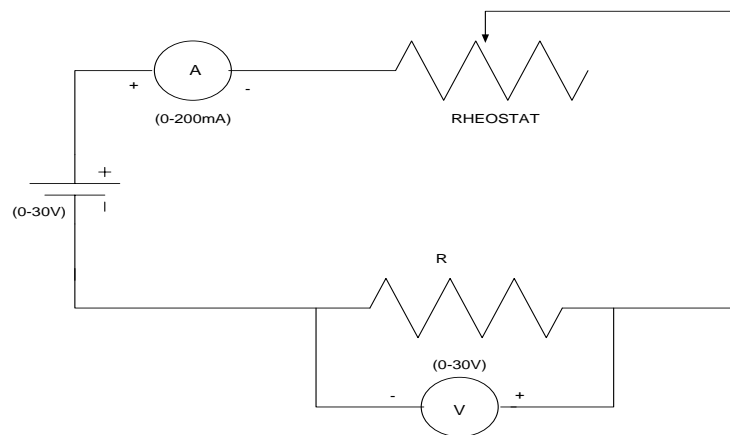 A
+ -
(0-200mA)
RHEOSTAT
+
(0-30V)
-
R
(0-30V)
- +
V